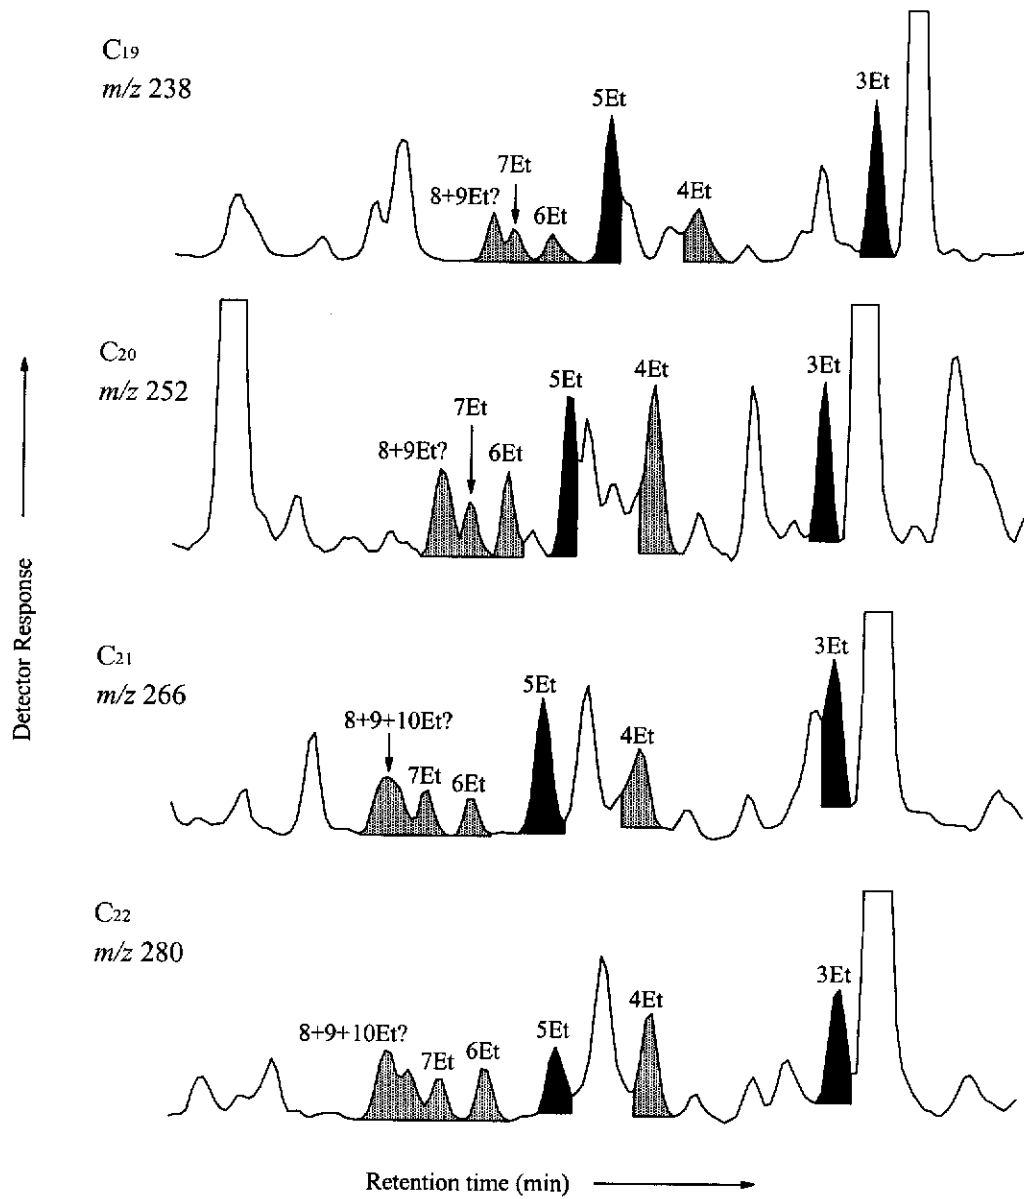 C19
m/z 238
8+9Et?
7Et
6Et
5Et
4Et
3Et
C20
m/z 252
8+9Et?
7Et
6Et
5Et
4Et
3Et
C21
m/z 266
8+9+10Et?
7Et
6Et
5Et
4Et
3Et
C22
m/z 280
8+9+10Et?
7Et
6Et
5Et
4Et
3Et
Detector Response
Retention time (min)